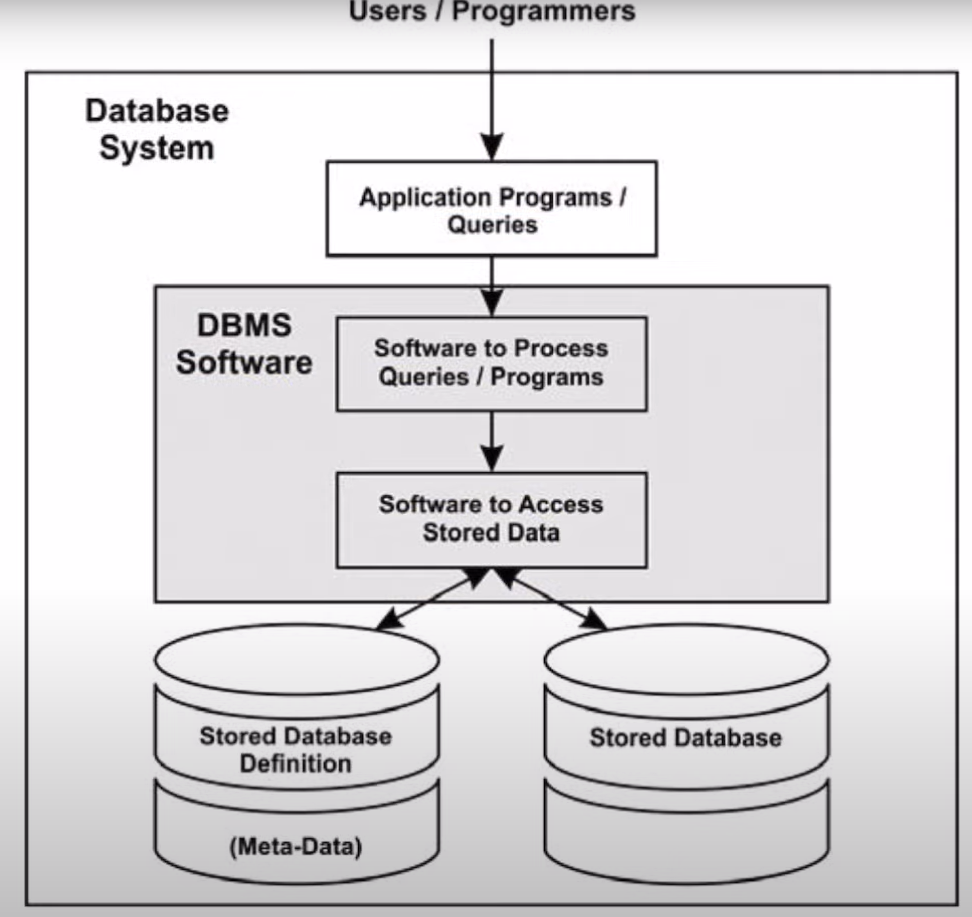 Users / Programmers
Database
System
Application Programs /
Queries
DBMS
Software
Software to Process
Queries / Programs
Software to Access
Stored Data
Stored Database
Definition
(Meta-Data)
Stored Database